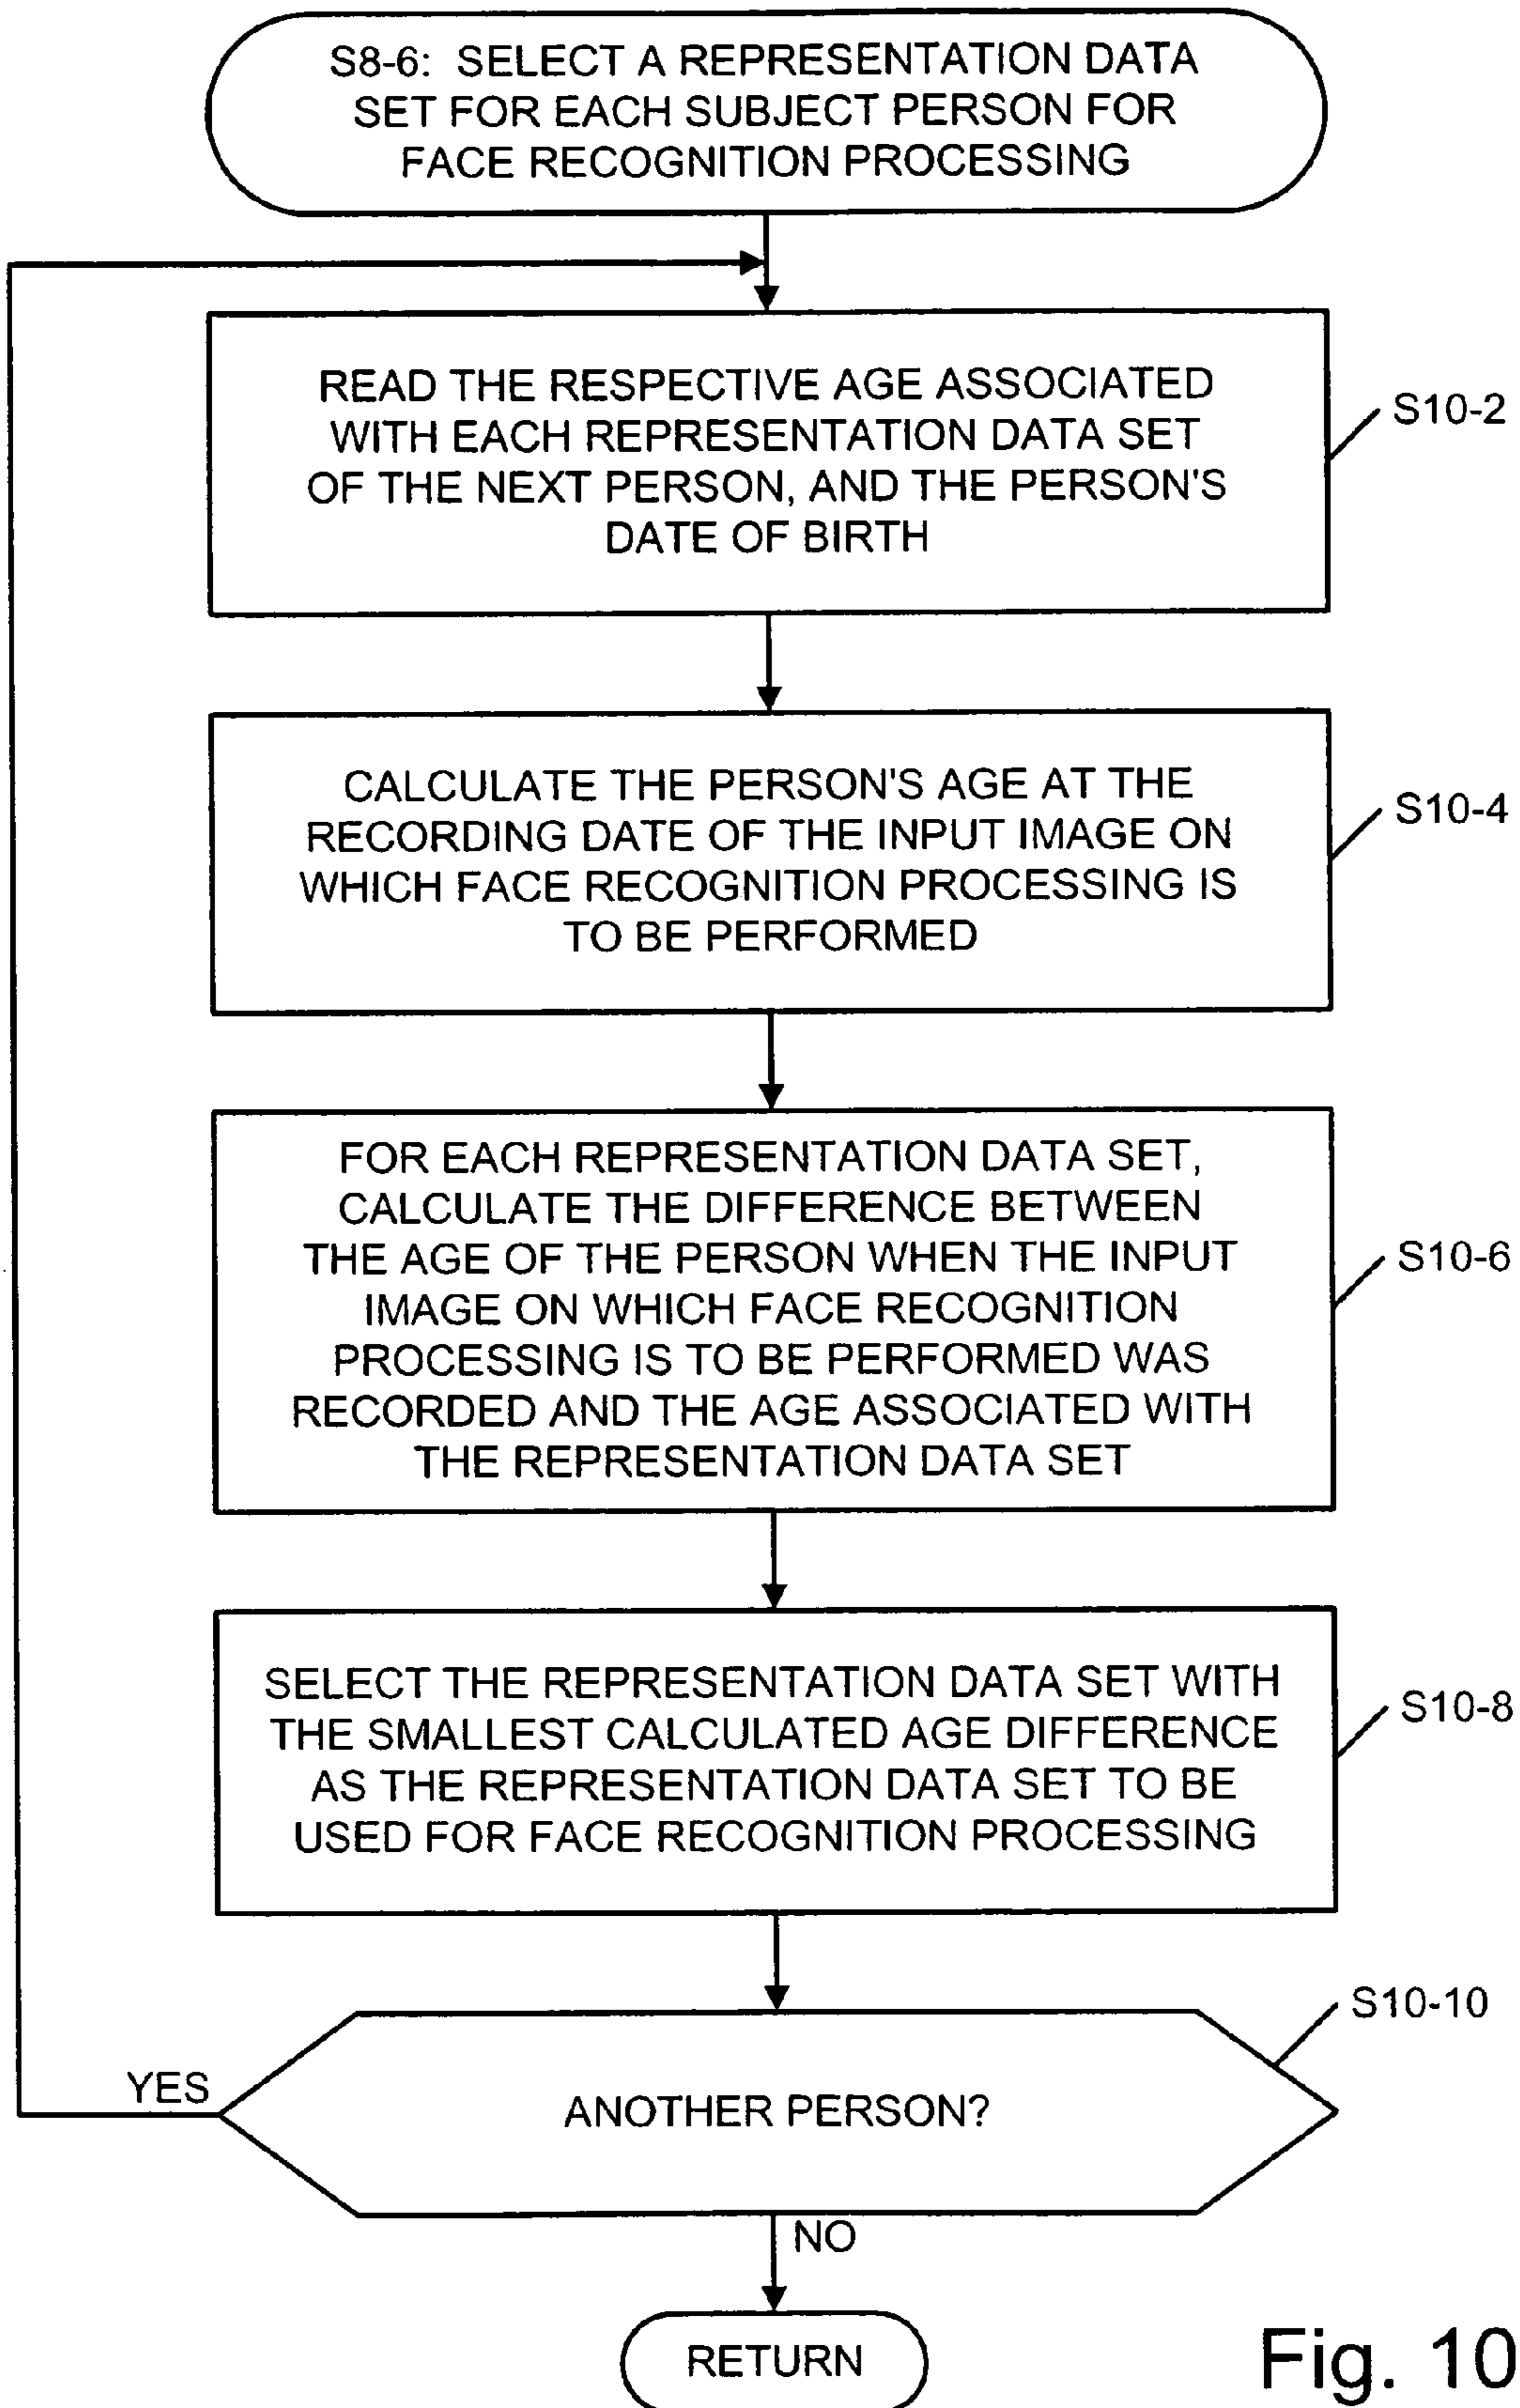 S8-6: SELECT A REPRESENTATION DATA
SET FOR EACH SUBJECT PERSON FOR
FACE RECOGNITION PROCESSING
READ THE RESPECTIVE AGE ASSOCIATED
WITH EACH REPRESENTATION DATA SET
OF THE NEXT PERSON, AND THE PERSON'S
DATE OF BIRTH
S10-2
CALCULATE THE PERSON'S AGE AT THE
RECORDING DATE OF THE INPUT IMAGE ON
WHICH FACE RECOGNITION PROCESSING IS
TO BE PERFORMED
S10-4
FOR EACH REPRESENTATION DATA SET,
CALCULATE THE DIFFERENCE BETWEEN
THE AGE OF THE PERSON WHEN THE INPUT
IMAGE ON WHICH FACE RECOGNITION
PROCESSING IS TO BE PERFORMED WAS
RECORDED AND THE AGE ASSOCIATED WITH
THE REPRESENTATION DATA SET
S10-6
SELECT THE REPRESENTATION DATA SET WITH
THE SMALLEST CALCULATED AGE DIFFERENCE
AS THE REPRESENTATION DATA SET TO BE
USED FOR FACE RECOGNITION PROCESSING
S10-8
S10-10
YES
ANOTHER PERSON?
NO
RETURN
Fig. 10